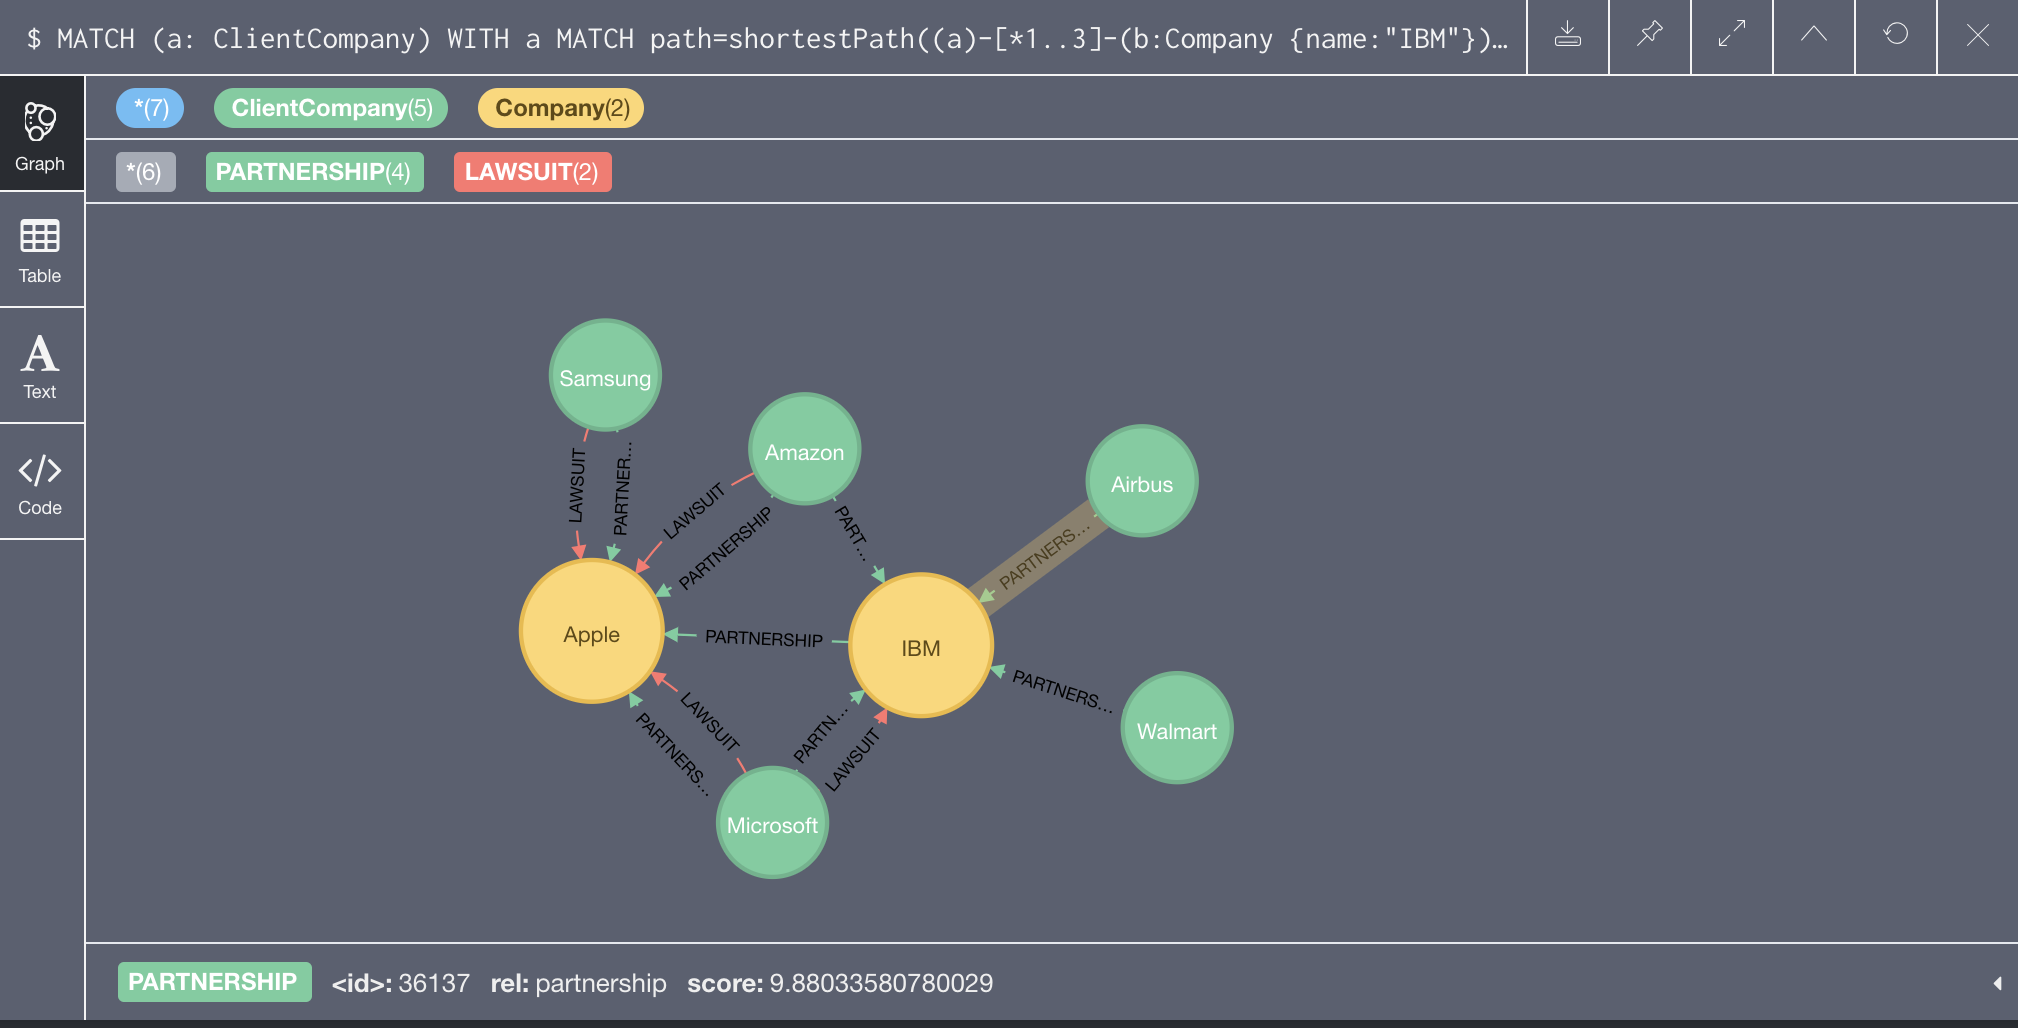 $ MATCH (a: ClientCompany) WITH a MATCH path=shortestPath((a)-[*1..3]-(b:Company {name:"IBM"})…
*(7) ClientCompany(5) Company(2)
*(6) PARTNERSHIP(4) LAWSUIT(2)
Graph
Table
Text
Code
Samsung
Amazon
Airbus
LAWSUIT
PARTNER…
LAWSUIT
PARTNERSHIP
PART…
PARTNERS…
Apple
PARTNERSHIP
IBM
PARTNERS…
Walmart
LAWSUIT
PARTNERS…
PARTN…
LAWSUIT
Microsoft
PARTNERSHIP <id>: 36137 rel: partnership score: 9.88033580780029